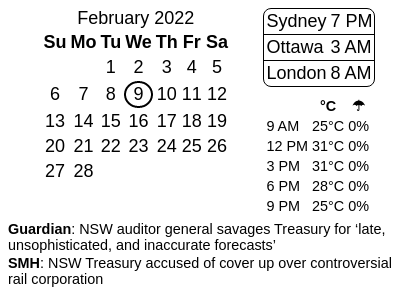 February 2022
Su Mo Tu We Th Fr Sa
1 2 3 4 5
6 7 8 9 10 11 12
13 14 15 16 17 18 19
20 21 22 23 24 25 26
27 28
Sydney 7 PM
Ottawa 3 AM
London 8 AM
°C ☂
9 AM 25°C 0%
12 PM 31°C 0%
3 PM 31°C 0%
6 PM 28°C 0%
9 PM 25°C 0%
Guardian: NSW auditor general savages Treasury for ‘late,
unsophisticated, and inaccurate forecasts’
SMH: NSW Treasury accused of cover up over controversial
rail corporation